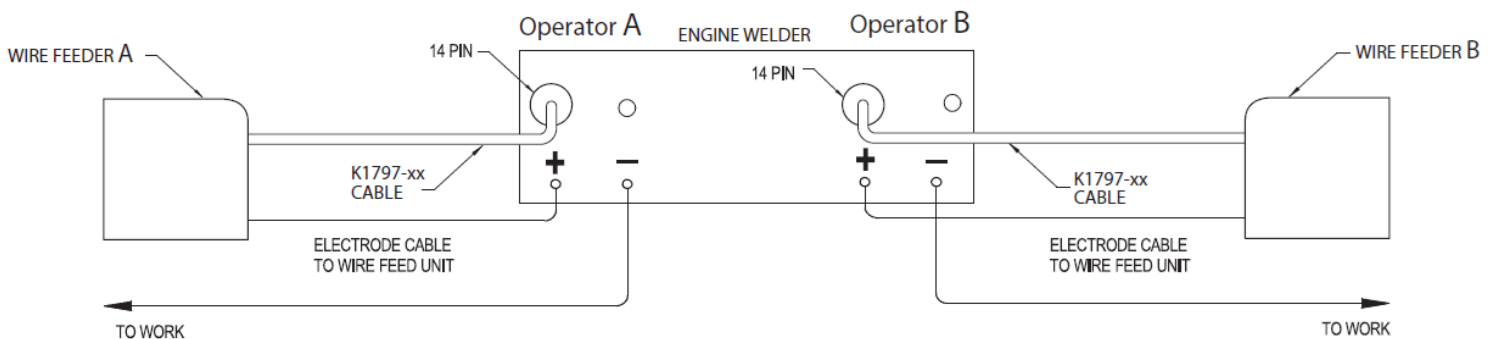 Operator A
ENGINE WELDER
Operator B
WIRE FEEDER A
14 PIN
14 PIN
WIRE FEEDER B
+
−
+
−
K1797-xx
CABLE
K1797-xx
CABLE
ELECTRODE CABLE
TO WIRE FEED UNIT
ELECTRODE CABLE
TO WIRE FEED UNIT
TO WORK
TO WORK